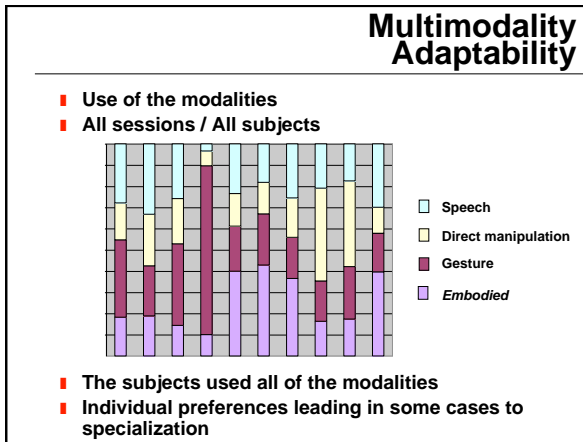 Multimodality
Adaptability
Use of the modalities
All sessions / All subjects
Speech
Direct manipulation
Gesture
Embodied
The subjects used all of the modalities
Individual preferences leading in some cases to
specialization